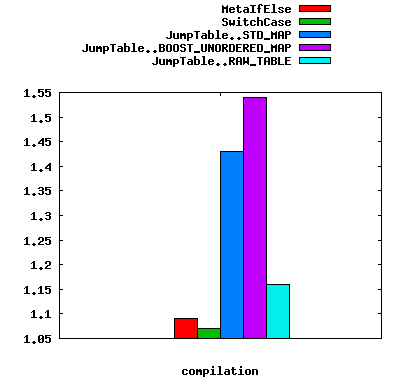 MetaIfElse
SwitchCase
JumpTable..STD_MAP
JumpTable..BOOST_UNORDERED_MAP
JumpTable..RAW_TABLE
1.55
1.5
1.45
1.4
1.35
1.3
1.25
1.2
1.15
1.1
1.05
compilation